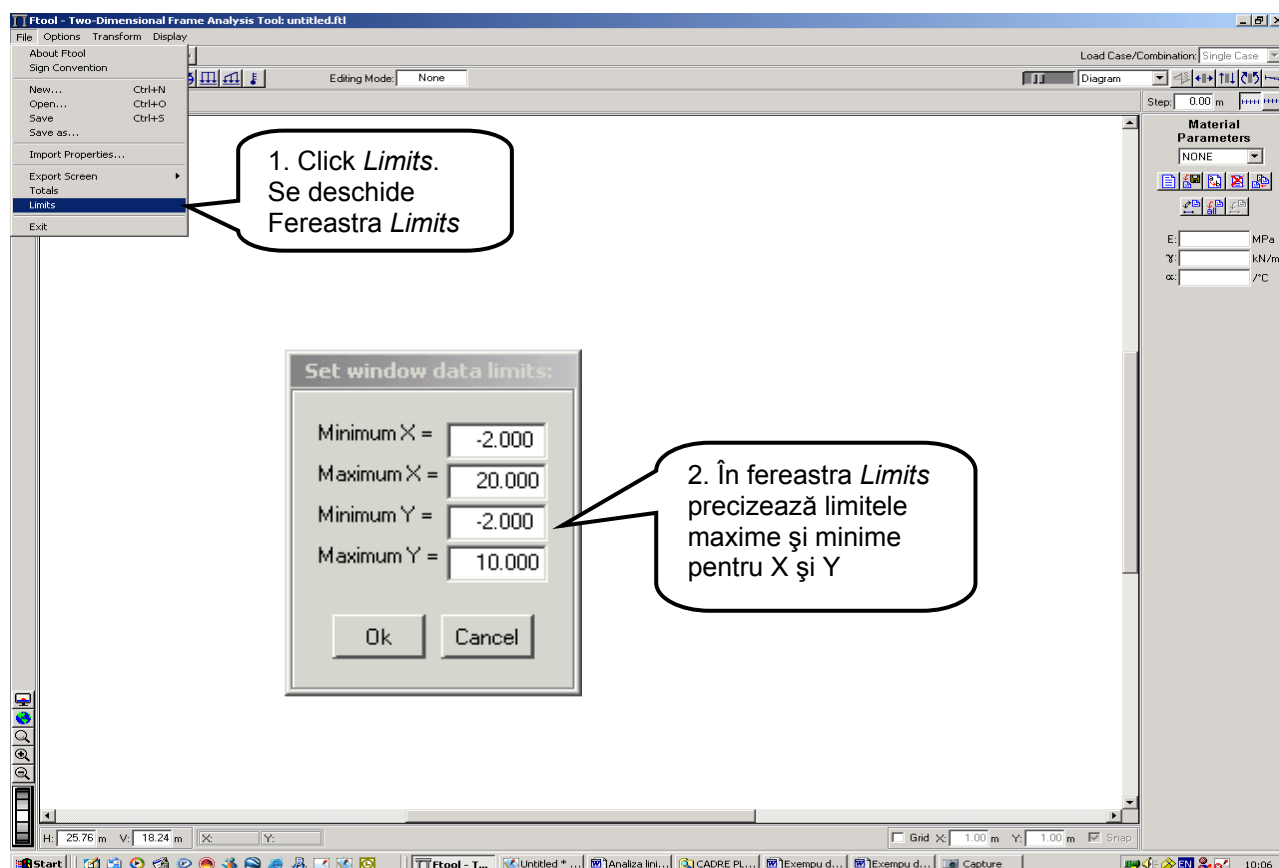 Ftool - Two-Dimensional Frame Analysis Tool: untitled.ftl
File Options Transform Display
About Ftool
Sign Convention
New... Ctrl+N
Open... Ctrl+O
Save Ctrl+S
Save as...
Import Properties...
Export Screen
Totals
Limits
Exit
Load Case/Combination: Single Case
Editing Mode: None
Diagram
Step: 0.00 m
Material
Parameters
NONE
all
E: MPa
γ: kN/m
α: /°C
1. Click Limits.
Se deschide
Fereastra Limits
Set window data limits:
Minimum X = -2.000
Maximum X = 20.000
Minimum Y = -2.000
Maximum Y = 10.000
Ok Cancel
2. În fereastra Limits
precizează limitele
maxime şi minime
pentru X şi Y
H: 25.76 m V: 18.24 m X: Y:
Grid X: 1.00 m Y: 1.00 m Snap
Start Ftool - T... Untitled * ... Analiza lini... CADRE PL... Exempu d... Exempu d... Capture EN 10:06